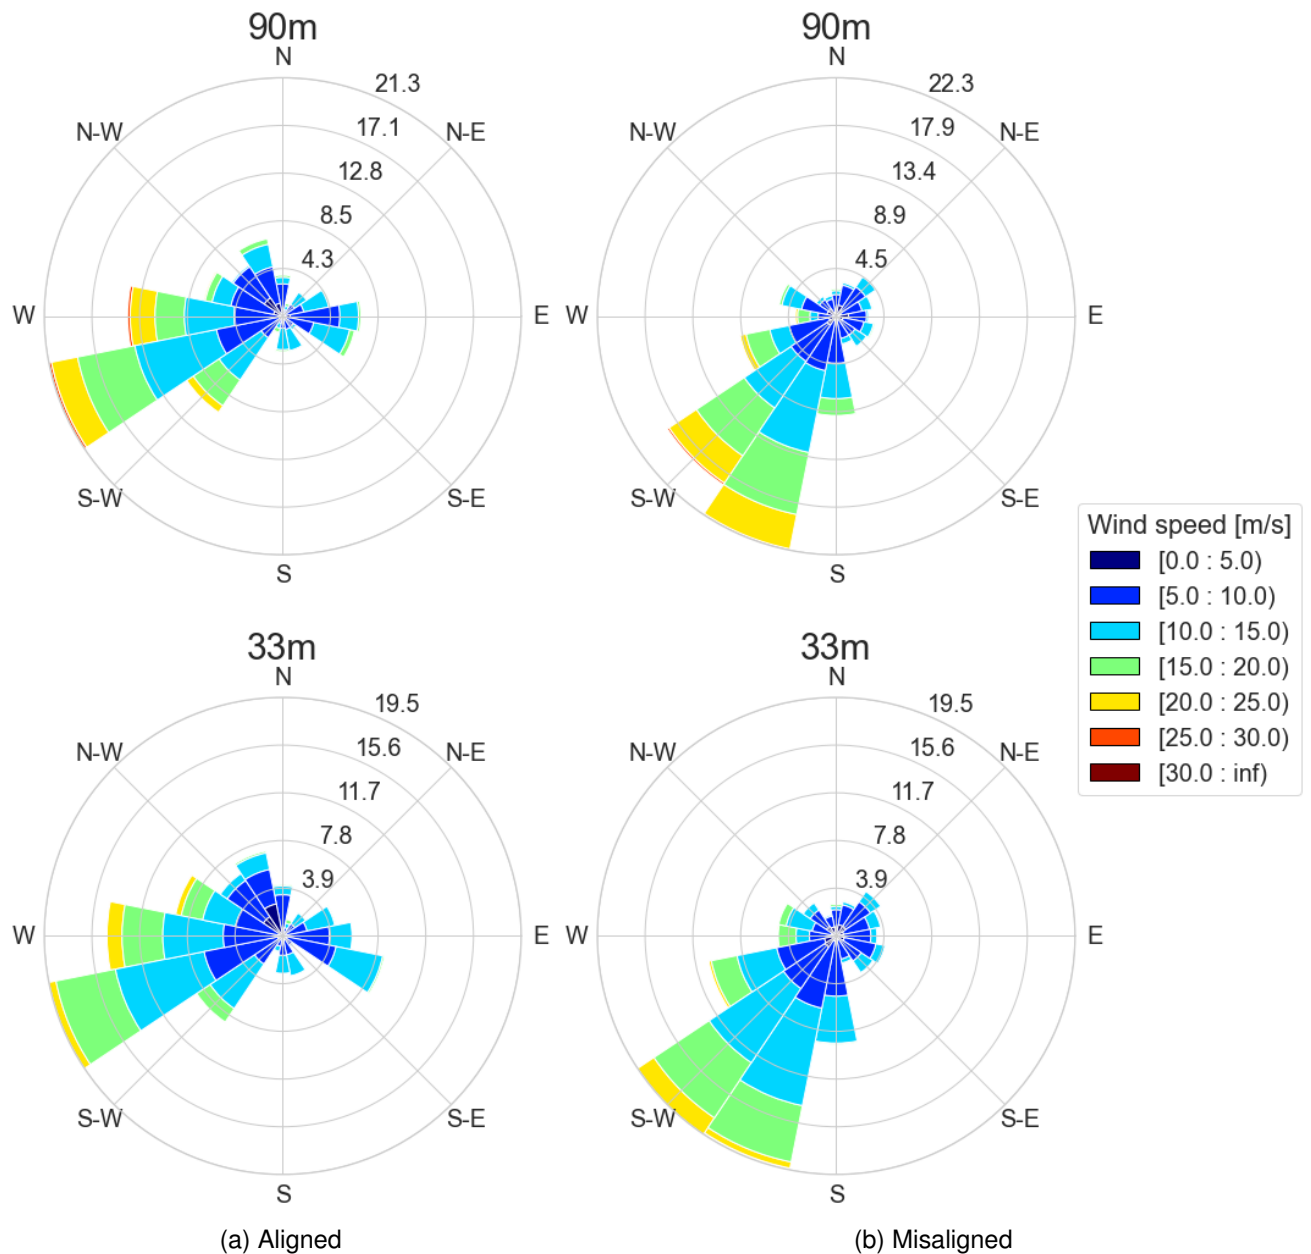 90m
N
21.3
17.1
12.8
8.5
4.3
N-W
N-E
W
E
S-W
S-E
S
90m
N
22.3
17.9
13.4
8.9
4.5
N-W
N-E
W
E
S-W
S-E
S
Wind speed [m/s]
[0.0 : 5.0)
[5.0 : 10.0)
[10.0 : 15.0)
[15.0 : 20.0)
[20.0 : 25.0)
[25.0 : 30.0)
[30.0 : inf)
33m
N
19.5
15.6
11.7
7.8
3.9
N-W
N-E
W
E
S-W
S-E
S
33m
N
19.5
15.6
11.7
7.8
3.9
N-W
N-E
W
E
S-W
S-E
S
(a) Aligned
(b) Misaligned